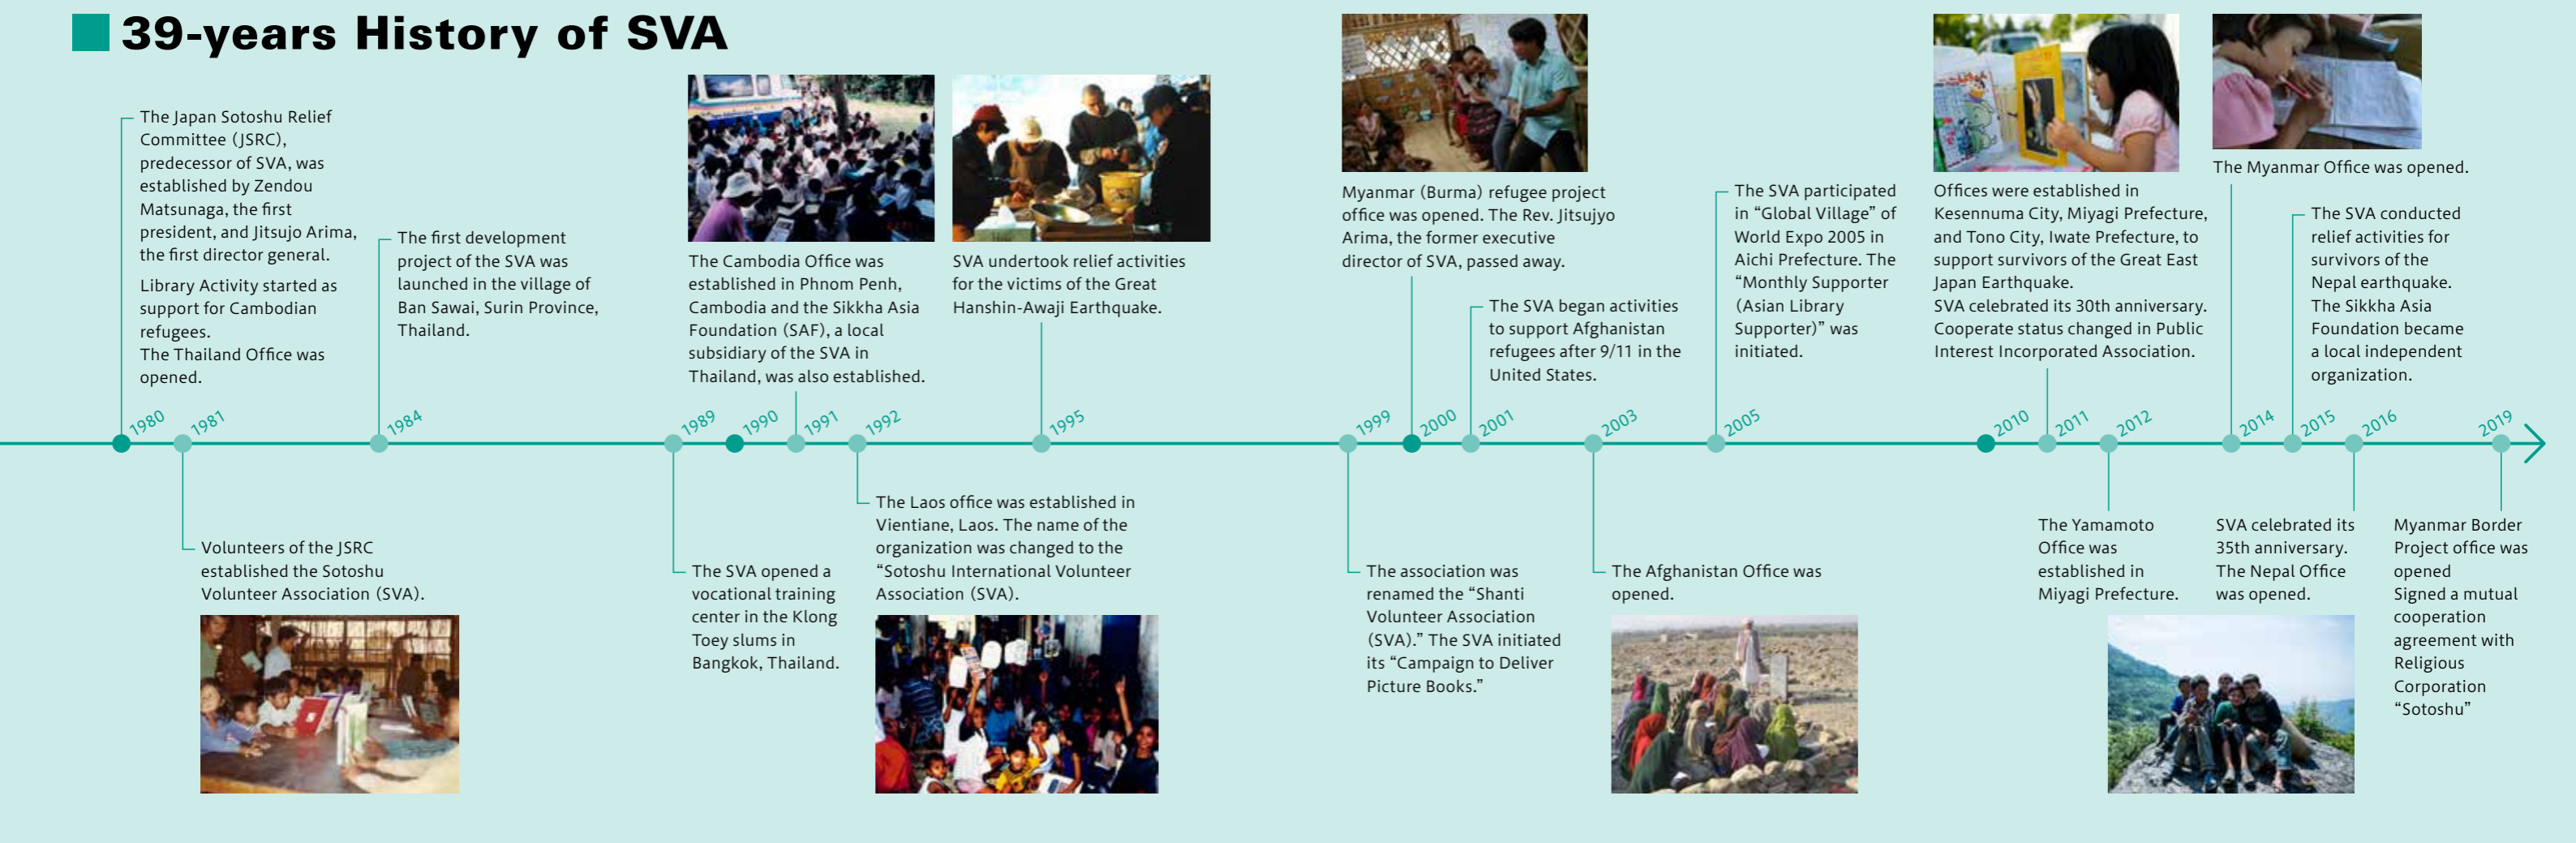 39-years History of SVA
The Japan Sotoshu Relief
Committee (JSRC),
predecessor of SVA, was
established by Zendou
Matsunaga, the first
president, and Jitsujo Arima,
the first director general.
Library Activity started as
support for Cambodian
refugees.
The Thailand Office was
opened.
The first development
project of the SVA was
launched in the village of
Ban Sawai, Surin Province,
Thailand.
The Cambodia Office was
established in Phnom Penh,
Cambodia and the Sikkha Asia
Foundation (SAF), a local
subsidiary of the SVA in
Thailand, was also established.
SVA undertook relief activities
for the victims of the Great
Hanshin-Awaji Earthquake.
Myanmar (Burma) refugee project
office was opened. The Rev. Jitsujyo
Arima, the former executive
director of SVA, passed away.
The SVA began activities
to support Afghanistan
refugees after 9/11 in the
United States.
The SVA participated
in “Global Village” of
World Expo 2005 in
Aichi Prefecture. The
“Monthly Supporter
(Asian Library
Supporter)” was
initiated.
Offices were established in
Kesennuma City, Miyagi Prefecture,
and Tono City, Iwate Prefecture, to
support survivors of the Great East
Japan Earthquake.
SVA celebrated its 30th anniversary.
Cooperate status changed in Public
Interest Incorporated Association.
The Myanmar Office was opened.
The SVA conducted
relief activities for
survivors of the
Nepal earthquake.
The Sikkha Asia
Foundation became
a local independent
organization.
1980
1981
1984
1989
1990
1991
1992
1995
1999
2000
2001
2003
2005
2010
2011
2012
2014
2015
2016
2019
Volunteers of the JSRC
established the Sotoshu
Volunteer Association (SVA).
The SVA opened a
vocational training
center in the Klong
Toey slums in
Bangkok, Thailand.
The Laos office was established in
Vientiane, Laos. The name of the
organization was changed to the
“Sotoshu International Volunteer
Association (SVA).
The association was
renamed the “Shanti
Volunteer Association
(SVA).” The SVA initiated
its “Campaign to Deliver
Picture Books.”
The Afghanistan Office was
opened.
The Yamamoto
Office was
established in
Miyagi Prefecture.
SVA celebrated its
35th anniversary.
The Nepal Office
was opened.
Myanmar Border
Project office was
opened
Signed a mutual
cooperation
agreement with
Religious
Corporation
“Sotoshu”